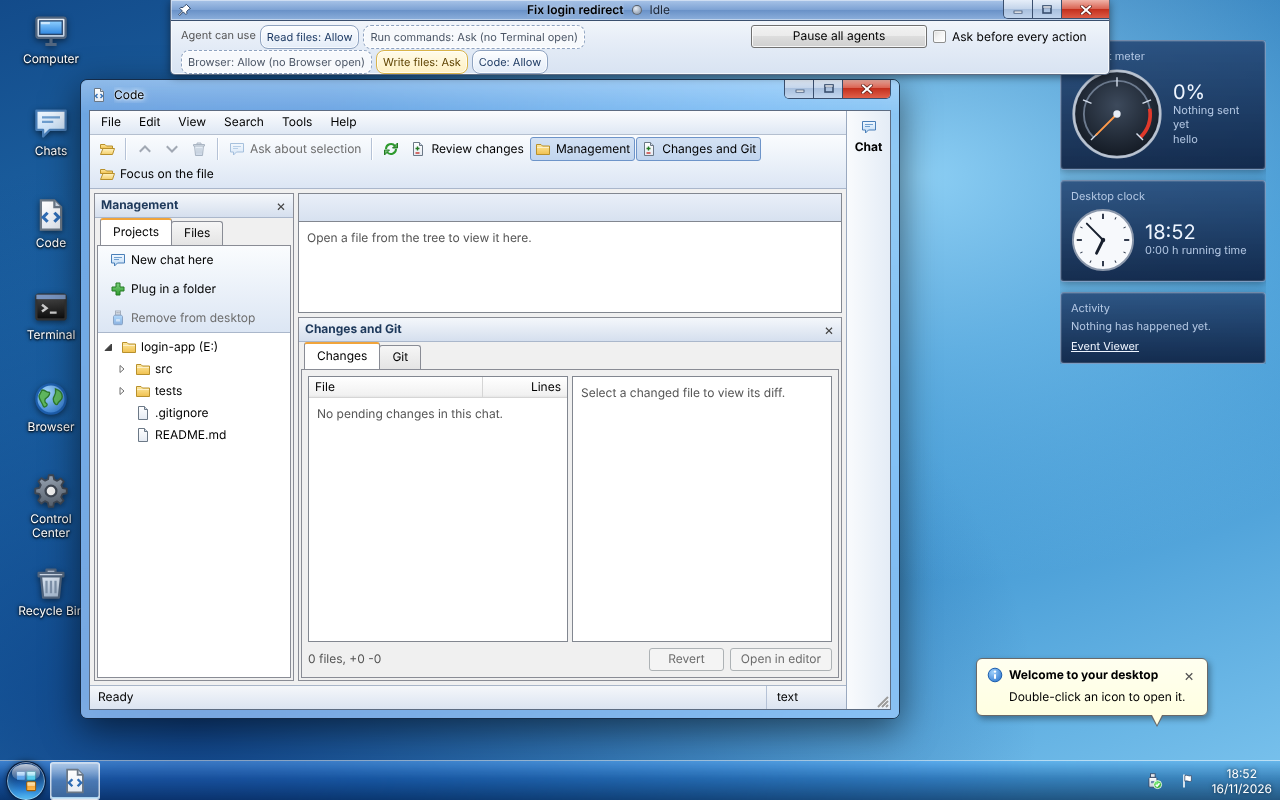 Fix login redirect Idle
Agent can use Read files: Allow Run commands: Ask (no Terminal open)
Browser: Allow (no Browser open) Write files: Ask Code: Allow
Pause all agents Ask before every action
Computer
Chats
Code
Terminal
Browser
Control
Center
Recycle Bin
Code
File Edit View Search Tools Help
Ask about selection Review changes Management Changes and Git
Focus on the file
Chat
Management
Projects Files
New chat here
Plug in a folder
Remove from desktop
login-app (E:)
src
tests
.gitignore
README.md
Open a file from the tree to view it here.
Changes and Git
Changes Git
File Lines
No pending changes in this chat.
Select a changed file to view its diff.
0 files, +0 -0
Revert Open in editor
Ready text
meter
0%
Nothing sent
yet
hello
Desktop clock
18:52
0:00 h running time
Activity
Nothing has happened yet.
Event Viewer
Welcome to your desktop
Double-click an icon to open it.
18:52
16/11/2026